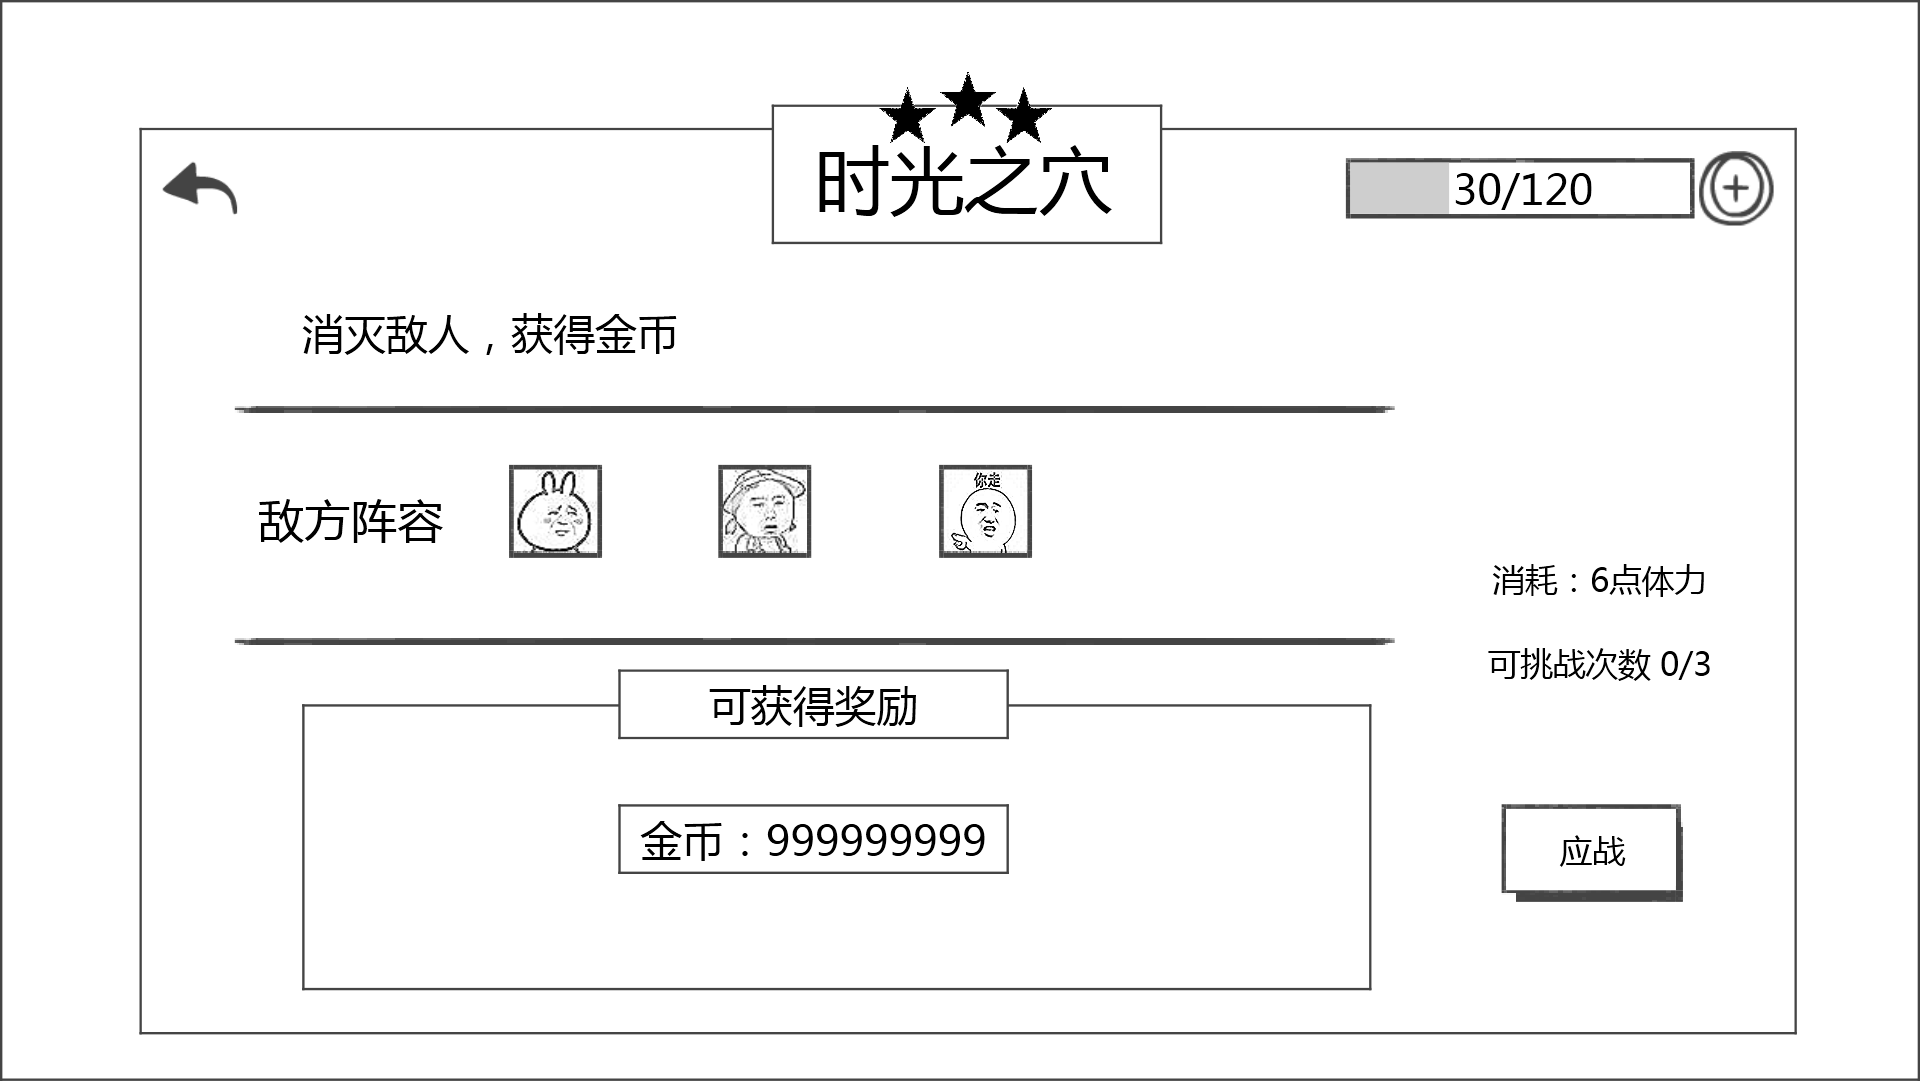 时光之穴
30/120
消灭敌人，获得金币
敌方阵容
你走
消耗：6点体力
可挑战次数 0/3
可获得奖励
金币：999999999
应战